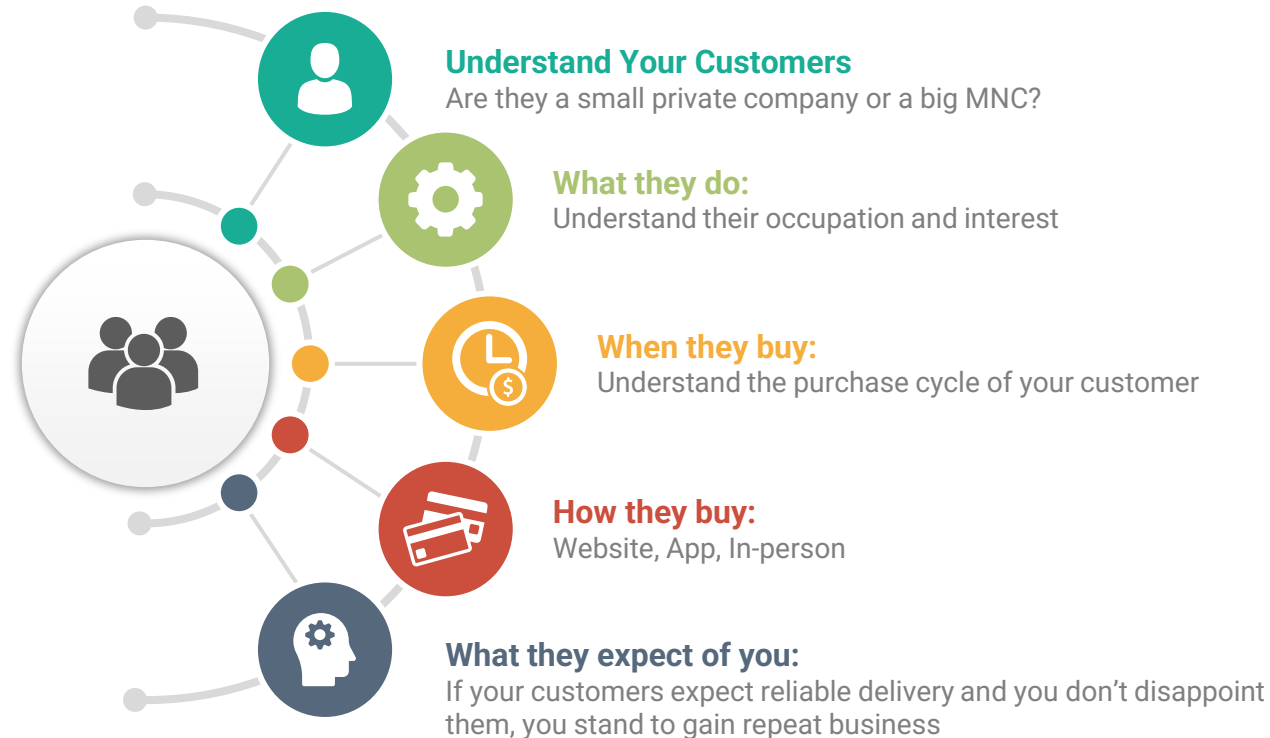 Understand Your Customers
Are they a small private company or a big MNC?
What they do:
Understand their occupation and interest
When they buy:
Understand the purchase cycle of your customer
$
How they buy:
Website, App, In-person
What they expect of you:
If your customers expect reliable delivery and you don’t disappoint
them, you stand to gain repeat business